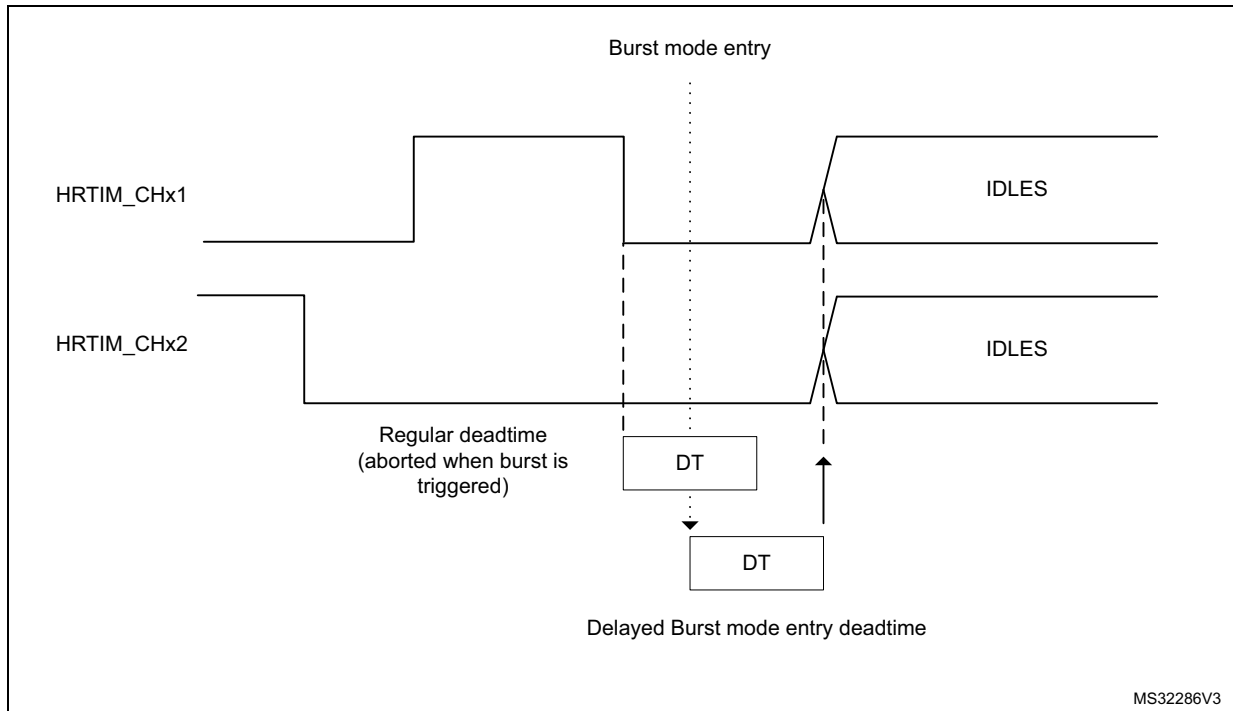 Burst mode entry
HRTIM_CHx1
IDLES
HRTIM_CHx2
IDLES
Regular deadtime
(aborted when burst is
triggered)
DT
DT
Delayed Burst mode entry deadtime
MS32286V3